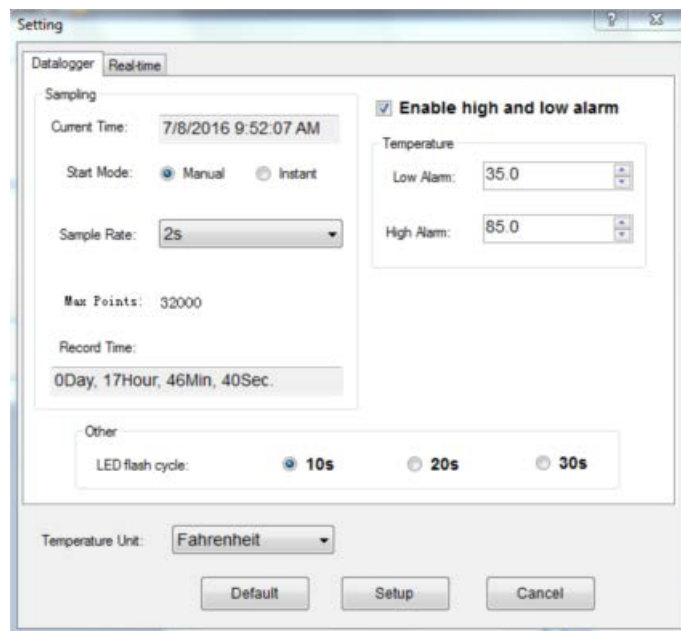 Setting
Datalogger Real-time
Sampling
Current Time: 7/8/2016 9:52:07 AM
Start Mode: Manual Instant
Sample Rate: 2s
Max Points: 32000
Record Time:
0Day, 17Hour, 46Min, 40Sec.
Enable high and low alarm
Temperature
Low Alarm: 35.0
High Alarm: 85.0
Other
LED flash cycle: 10s 20s 30s
Temperature Unit: Fahrenheit
Default Setup Cancel